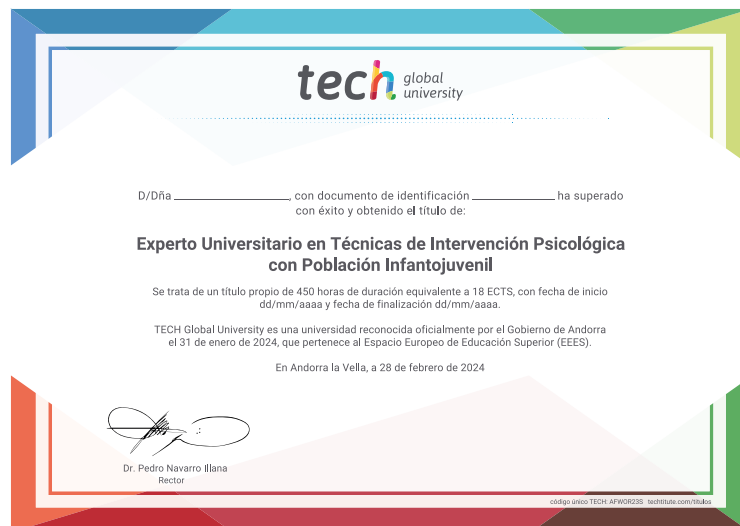 tech global university
D/Dña ____________________, con documento de identificación ______________ ha superado
con éxito y obtenido el título de:
Experto Universitario en Técnicas de Intervención Psicológica
con Población Infantojuvenil
Se trata de un título propio de 450 horas de duración equivalente a 18 ECTS, con fecha de inicio
dd/mm/aaaa y fecha de finalización dd/mm/aaaa.
TECH Global University es una universidad reconocida oficialmente por el Gobierno de Andorra
el 31 de enero de 2024, que pertenece al Espacio Europeo de Educación Superior (EEES).
En Andorra la Vella, a 28 de febrero de 2024
Dr. Pedro Navarro Illana
Rector
código único TECH: AFWOR23S techtitute.com/titulos